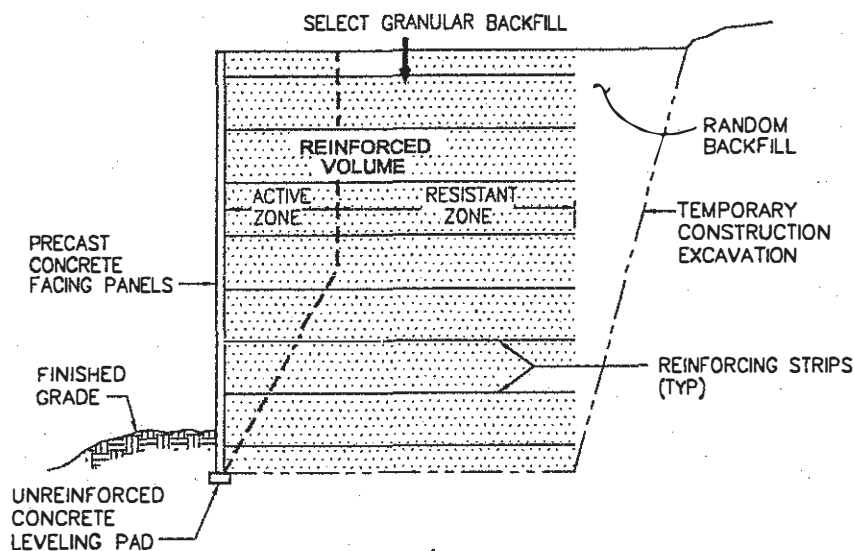 SELECT GRANULAR BACKFILL
RANDOM
BACKFILL
REINFORCED
VOLUME
ACTIVE
ZONE
RESISTANT
ZONE
TEMPORARY
CONSTRUCTION
EXCAVATION
PRECAST
CONCRETE
FACING PANELS
REINFORCING STRIPS
(TYP)
FINISHED
GRADE
UNREINFORCED
CONCRETE
LEVELING PAD